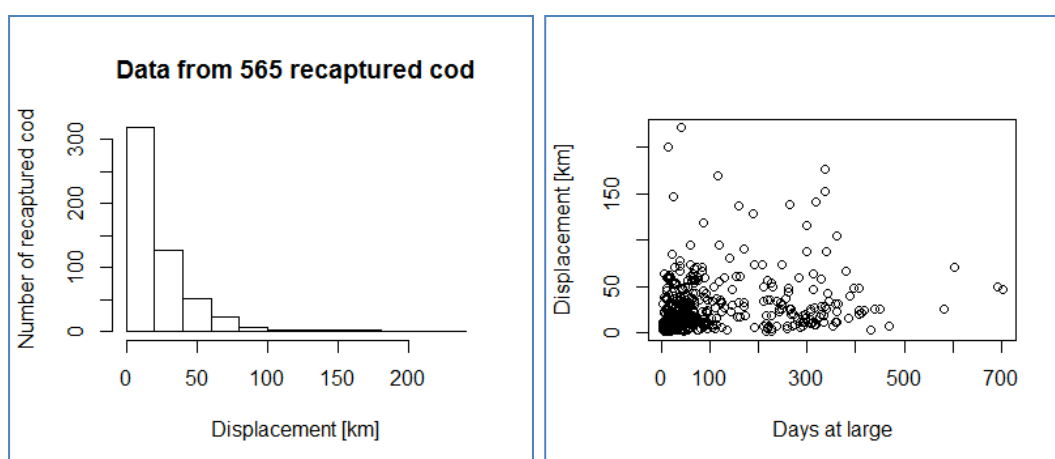 Data from 565 recaptured cod
Number of recaptured cod
300
200
100
0
0 50 100 150 200
Displacement [km]
Displacement [km]
150
50
0
0 100 300 500 700
Days at large